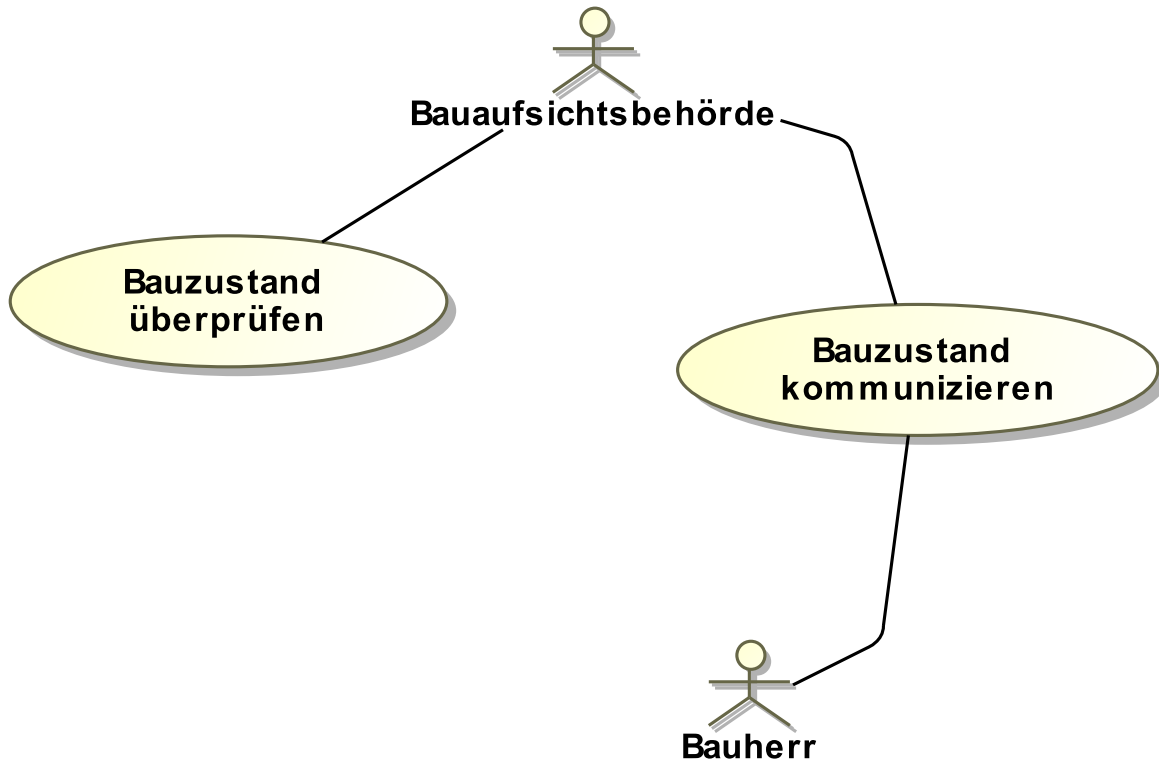 Bauaufsichtsbehörde
Bauzustand
überprüfen
Bauzustand
kommunizieren
Bauherr